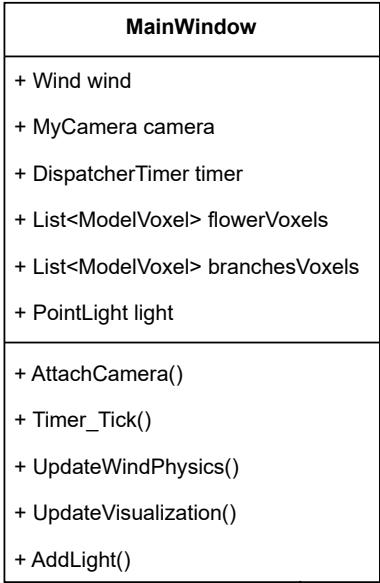 MainWindow
+ Wind wind
+ MyCamera camera
+ DispatcherTimer timer
+ List<ModelVoxel> flowerVoxels
+ List<ModelVoxel> branchesVoxels
+ PointLight light
+ AttachCamera()
+ Timer_Tick()
+ UpdateWindPhysics()
+ UpdateVisualization()
+ AddLight()